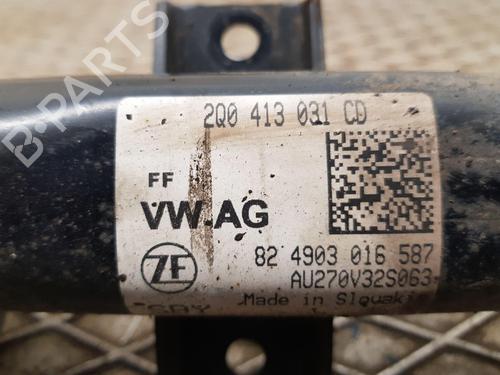 B-PARTS
2Q0 413 031 CD
FF
VW AG
ZF
82 4903 016 587
AU270V32S063
Made in Slovakia